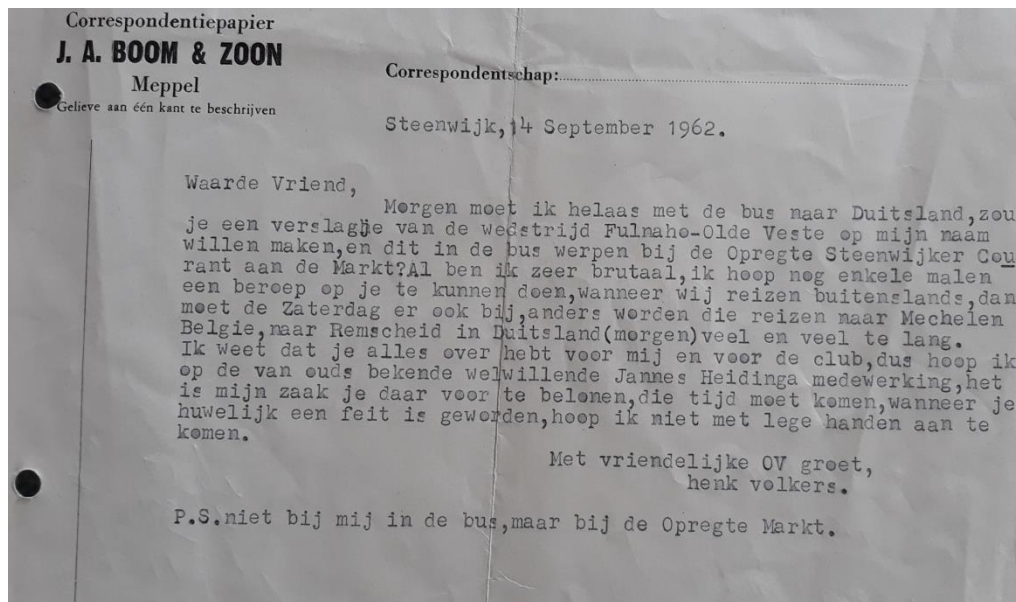 Correspondentiepapier
J. A. BOOM & ZOON
Meppel
Gelieve aan één kant te beschrijven
Correspondentschap:
Steenwijk, 14 September 1962.
Waarde Vriend,
Morgen moet ik helaas met de bus naar Duitsland,zou
je een verslagje van de wedstrijd Fulnaho-Olde Veste op mijn naam
willen maken,en dit in de bus werpen bij de Opregte Steenwijker Cou
rant aan de Markt?Al ben ik zeer brutaal,ik hoop nog enkele malen
een beroep op je te kunnen doen,wanneer wij reizen buitenslands,dan
moet de Zaterdag er ook bij,anders worden die reizen naar Mechelen
Belgie,naar Remscheid in Duitsland(morgen)veel en veel te lang.
Ik weet dat je alles over hebt voor mij en voor de club,dus hoop ik
op de van ouds bekende welwillende Jannes Heidinga medewerking,het
is mijn zaak je daar voor te belonen,die tijd moet komen,wanneer je
huwelijk een feit is geworden,hoop ik niet met lege handen aan te
komen.
Met vriendelijke OV groet,
henk volkers.
P.S.niet bij mij in de bus,maar bij de Opregte Markt.